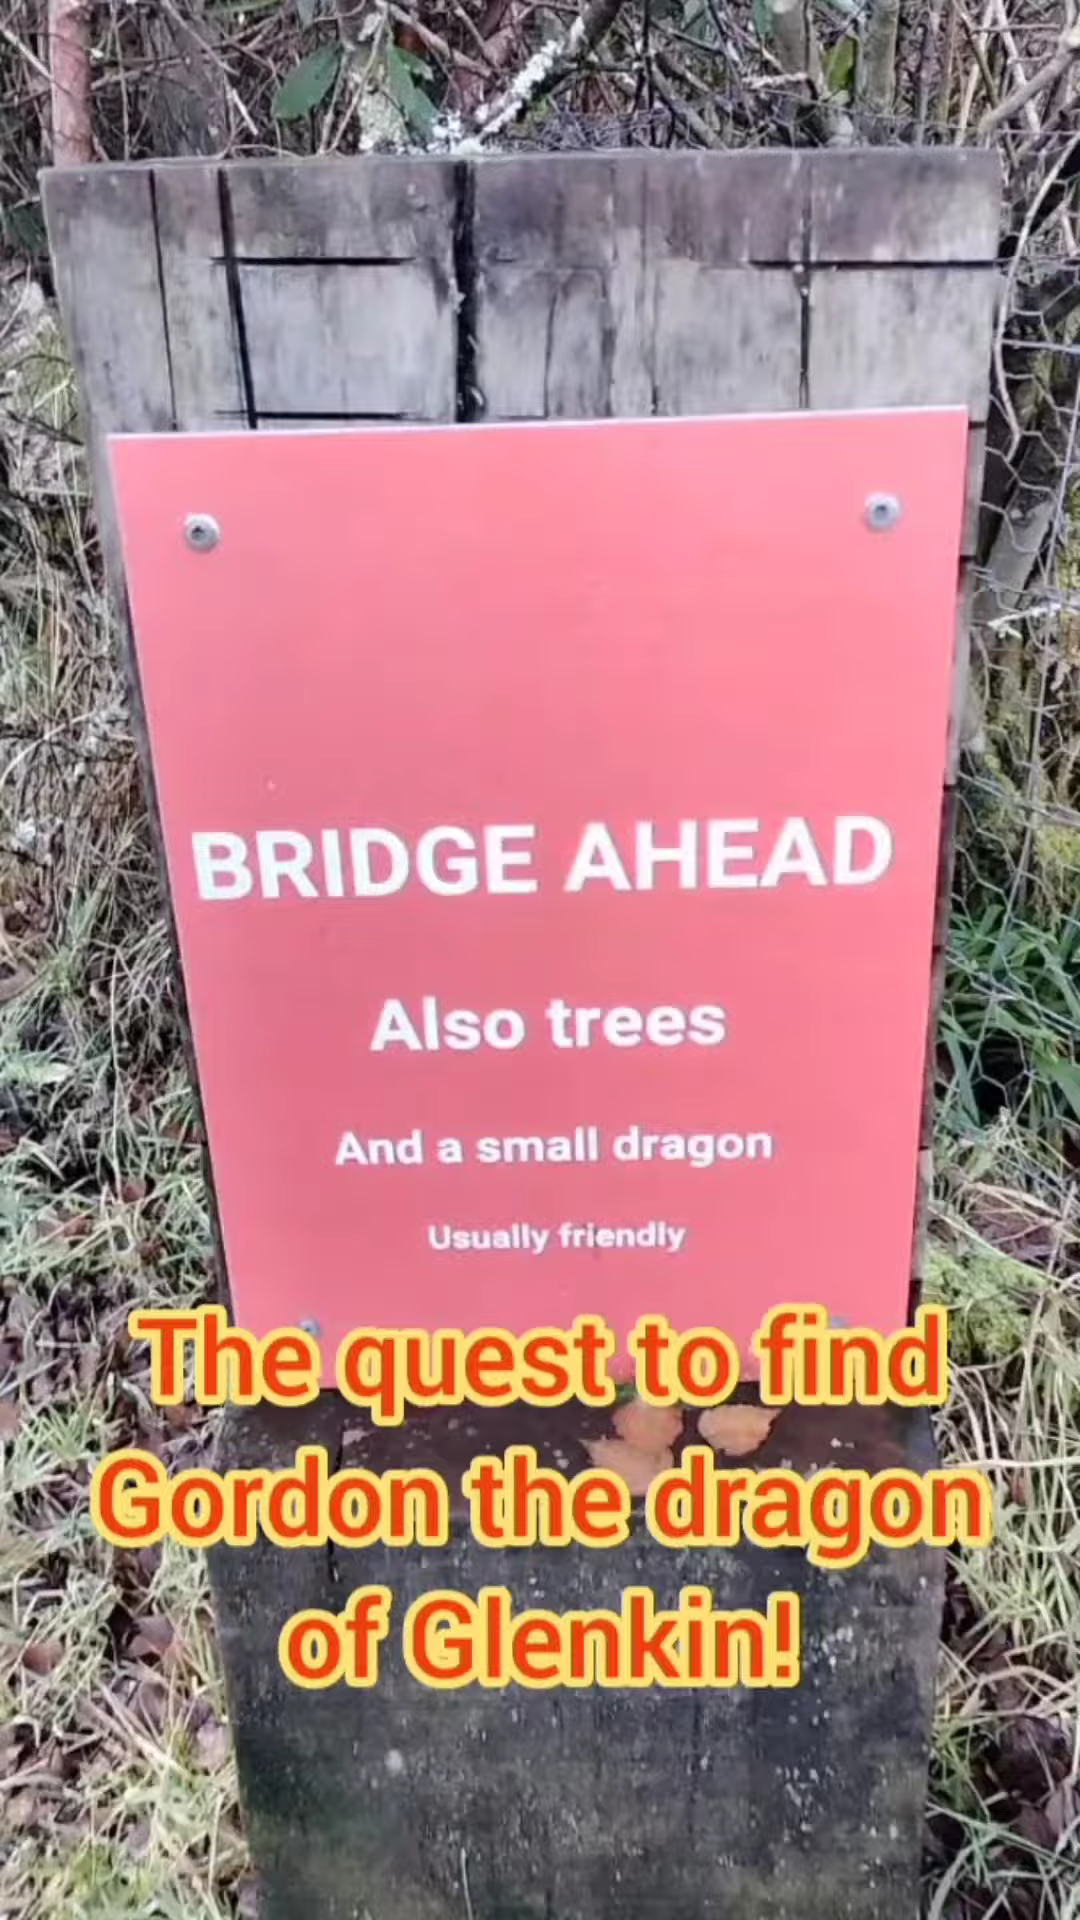 BRIDGE AHEAD
Also trees
And a small dragon
Usually friendly
The quest to find
Gordon the dragon
of Glenkin!